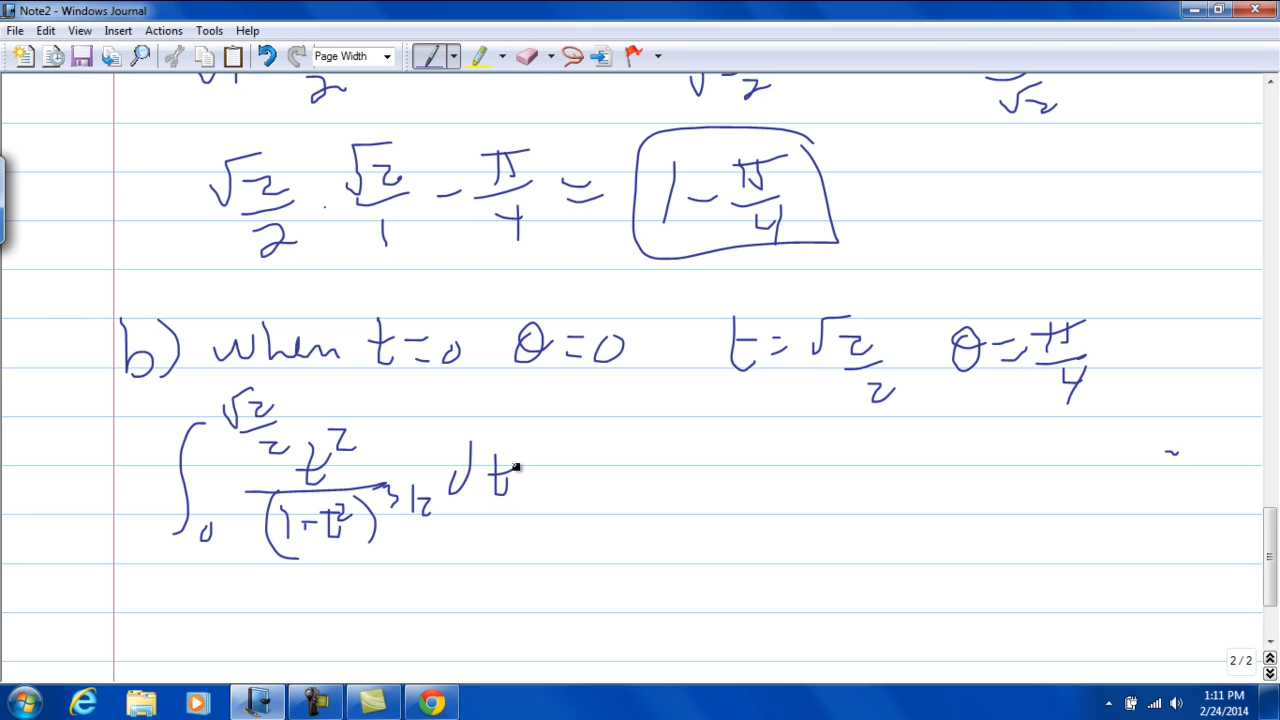 Note2 - Windows Journal
File Edit View Insert Actions Tools Help
Page Width
√2/2 · √2/1 - π/4 = 1 - π/4
b) when t=0 θ=0 t=√2/2 θ=π/4
∫₀^(√2/2) t²/(1-t²)^(3/2) dt
2 / 2
1:11 PM
2/24/2014